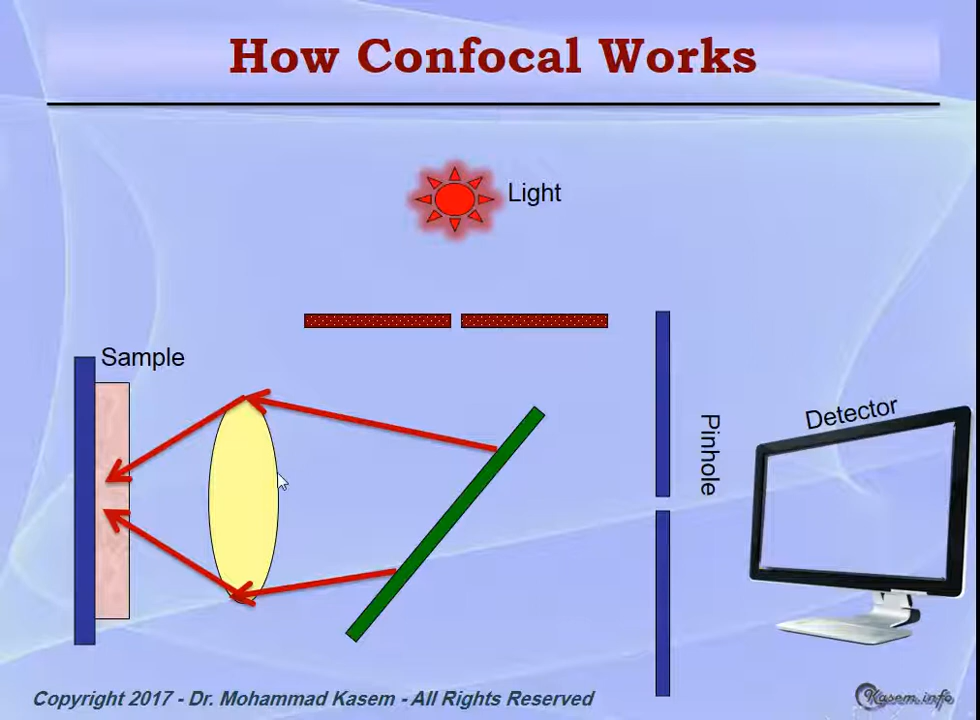 How Confocal Works
Light
Sample
Detector
Pinhole
Copyright 2017 - Dr. Mohammad Kasem - All Rights Reserved
Kasem.info